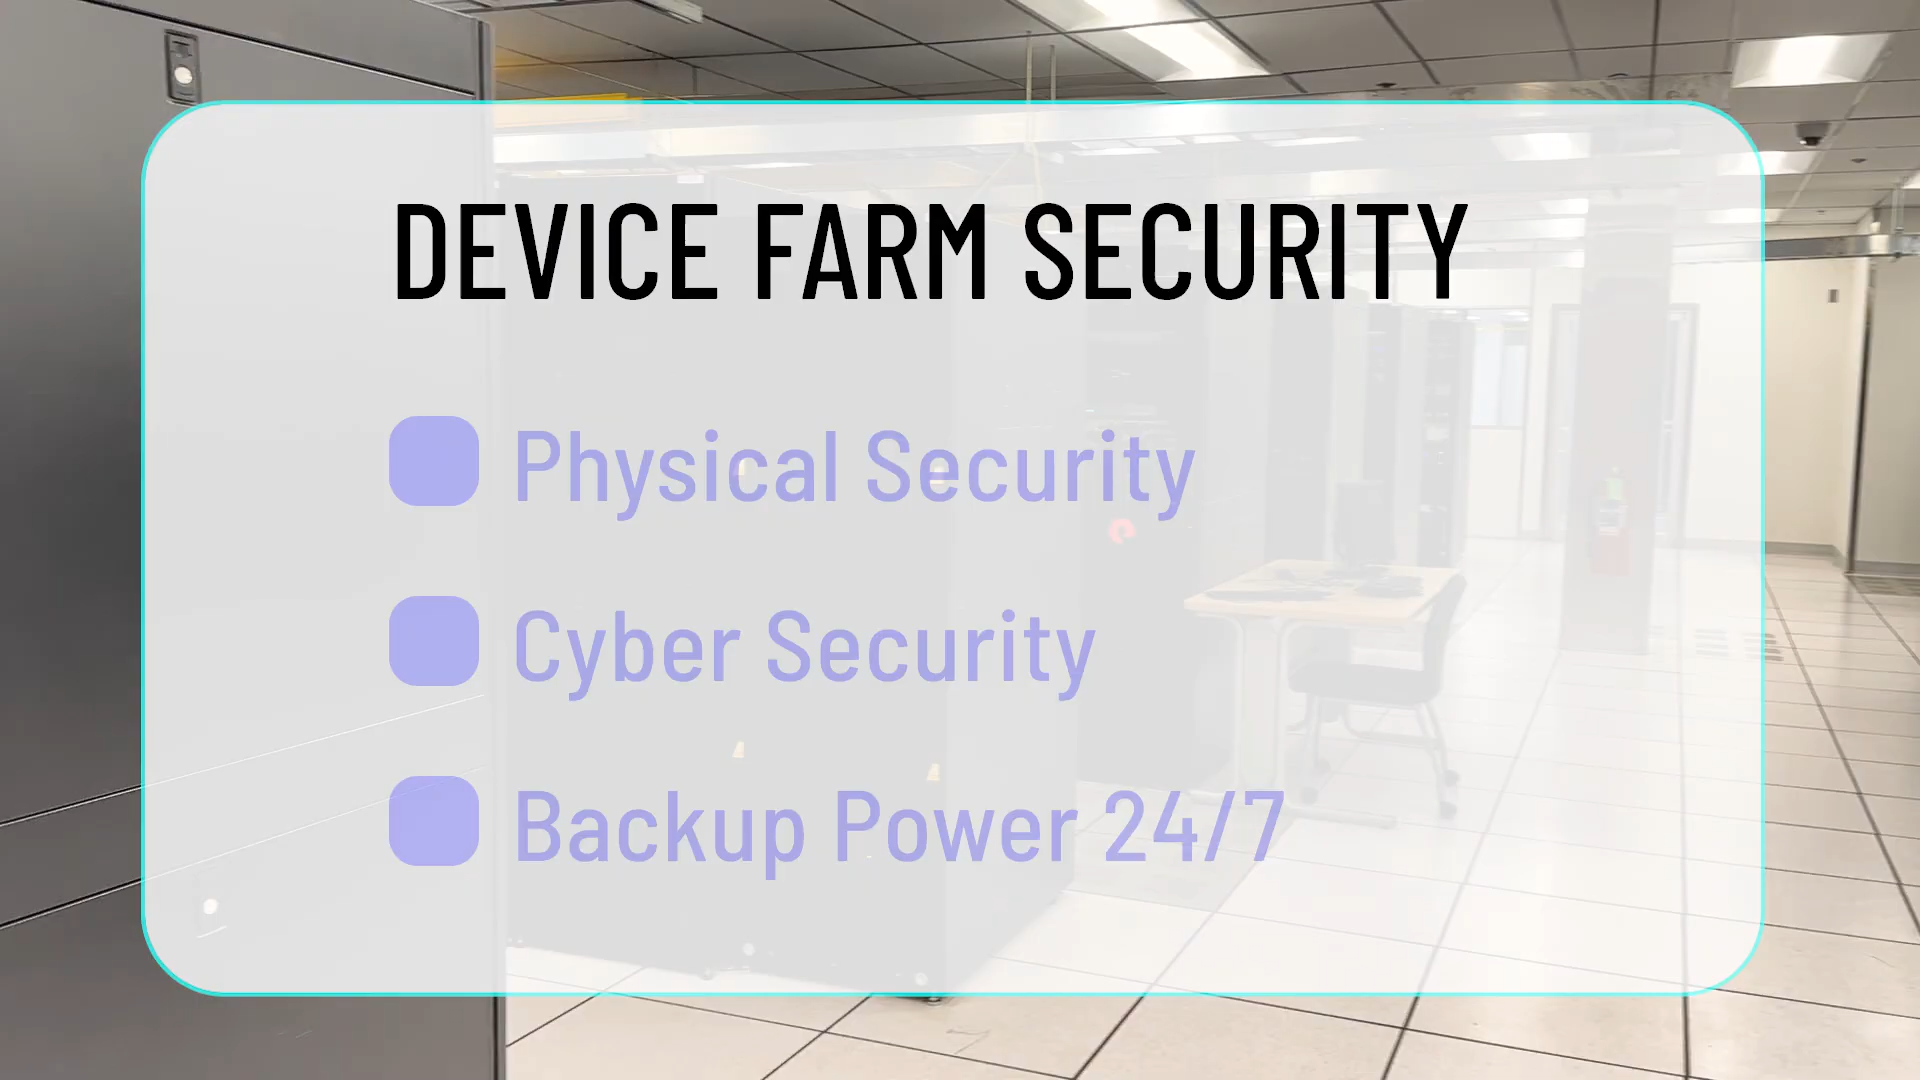 DEVICE FARM SECURITY
Physical Security
Cyber Security
Backup Power 24/7